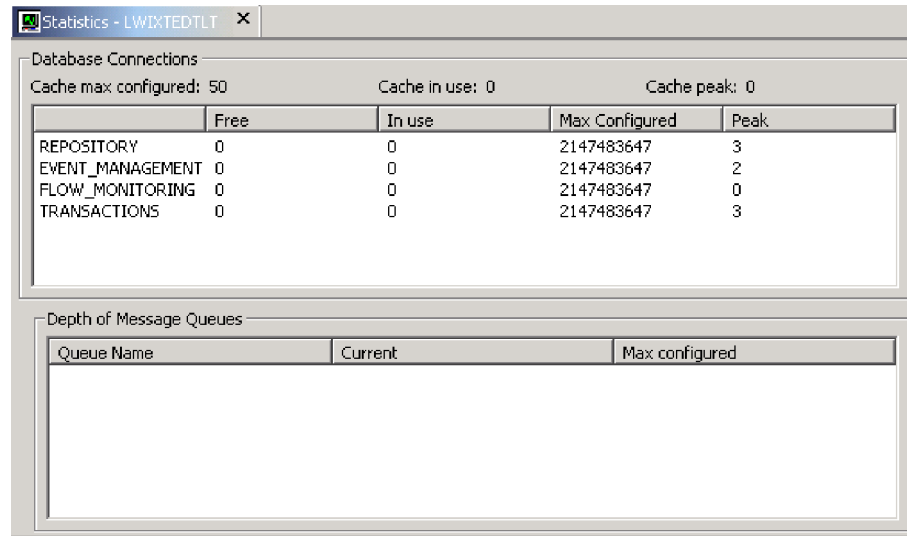 Statistics - LWIXTEDTLT
Database Connections
Cache max configured: 50 Cache in use: 0 Cache peak: 0
Free In use Max Configured Peak
REPOSITORY 0 0 2147483647 3
EVENT_MANAGEMENT 0 0 2147483647 2
FLOW_MONITORING 0 0 2147483647 0
TRANSACTIONS 0 0 2147483647 3
Depth of Message Queues
Queue Name Current Max configured